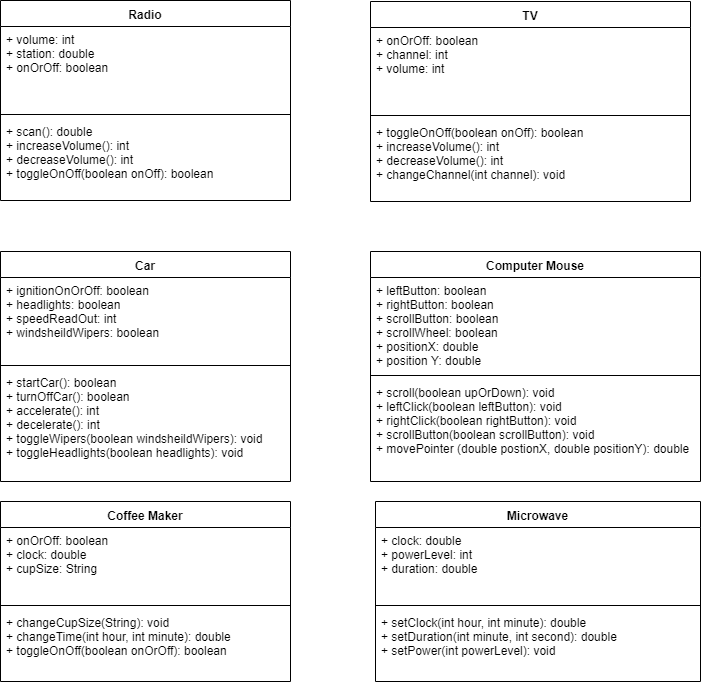 Radio
+ volume: int
+ station: double
+ onOrOff: boolean
+ scan(): double
+ increaseVolume(): int
+ decreaseVolume(): int
+ toggleOnOff(boolean onOff): boolean
TV
+ onOrOff: boolean
+ channel: int
+ volume: int
+ toggleOnOff(boolean onOff): boolean
+ increaseVolume(): int
+ decreaseVolume(): int
+ changeChannel(int channel): void
Car
+ ignitionOnOrOff: boolean
+ headlights: boolean
+ speedReadOut: int
+ windsheildWipers: boolean
+ startCar(): boolean
+ turnOffCar(): boolean
+ accelerate(): int
+ decelerate(): int
+ toggleWipers(boolean windsheildWipers): void
+ toggleHeadlights(boolean headlights): void
Computer Mouse
+ leftButton: boolean
+ rightButton: boolean
+ scrollButton: boolean
+ scrollWheel: boolean
+ positionX: double
+ position Y: double
+ scroll(boolean upOrDown): void
+ leftClick(boolean leftButton): void
+ rightClick(boolean rightButton): void
+ scrollButton(boolean scrollButton): void
+ movePointer (double postionX, double positionY): double
Coffee Maker
+ onOrOff: boolean
+ clock: double
+ cupSize: String
+ changeCupSize(String): void
+ changeTime(int hour, int minute): double
+ toggleOnOff(boolean onOrOff): boolean
Microwave
+ clock: double
+ powerLevel: int
+ duration: double
+ setClock(int hour, int minute): double
+ setDuration(int minute, int second): double
+ setPower(int powerLevel): void